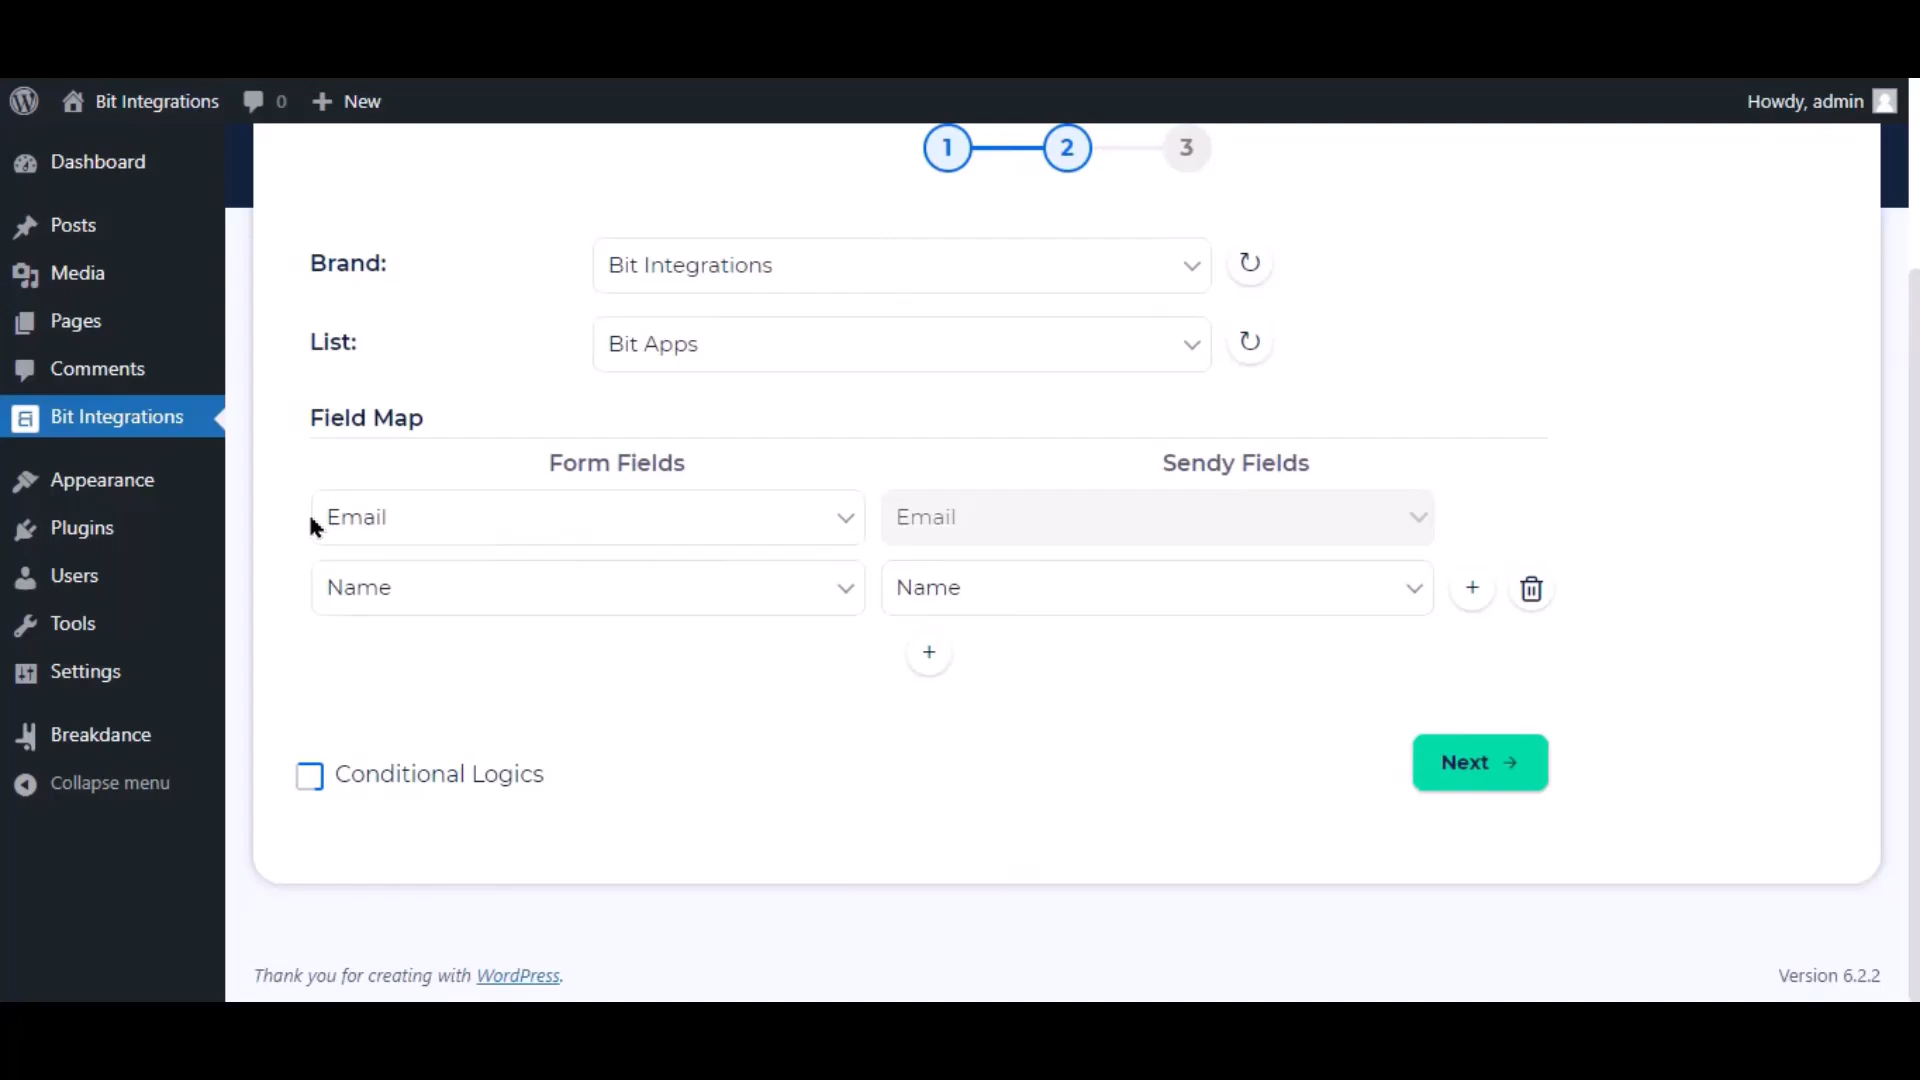 Bit Integrations 0 New Howdy, admin
Dashboard
Posts
Media
Pages
Comments
Bit Integrations
Appearance
Plugins
Users
Tools
Settings
Breakdance
Collapse menu
1 2 3
Brand: Bit Integrations
List: Bit Apps
Field Map
Form Fields Sendy Fields
Email Email
Name Name +
+
Conditional Logics Next →
Thank you for creating with WordPress. Version 6.2.2